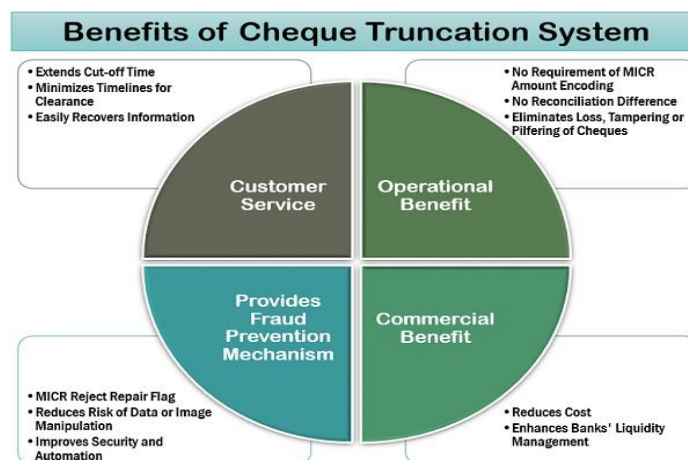 Benefits of Cheque Truncation System
• Extends Cut-off Time
• Minimizes Timelines for
Clearance
• Easily Recovers Information
• No Requirement of MICR
Amount Encoding
• No Reconciliation Difference
• Eliminates Loss, Tampering or
Pilfering of Cheques
Customer
Service
Operational
Benefit
Provides
Fraud
Prevention
Mechanism
Commercial
Benefit
• MICR Reject Repair Flag
• Reduces Risk of Data or Image
Manipulation
• Improves Security and
Automation
• Reduces Cost
• Enhances Banks' Liquidity
Management